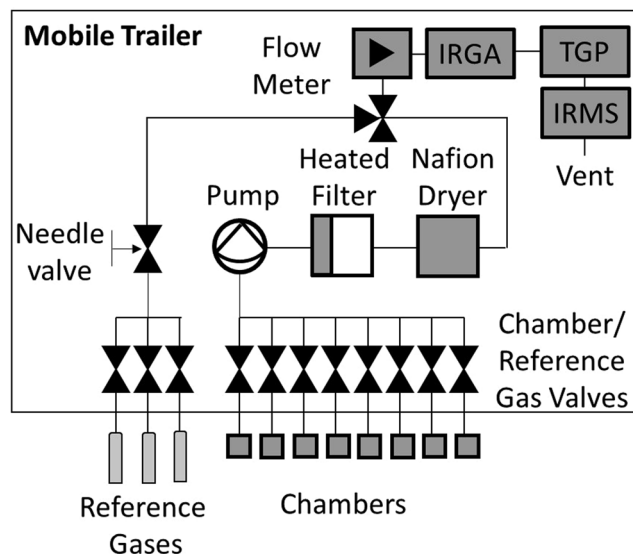 Mobile Trailer
Flow
Meter
IRGA
TGP
IRMS
Vent
Heated
Filter
Nafion
Dryer
Pump
Needle
valve
Chamber/
Reference
Gas Valves
Reference
Gases
Chambers